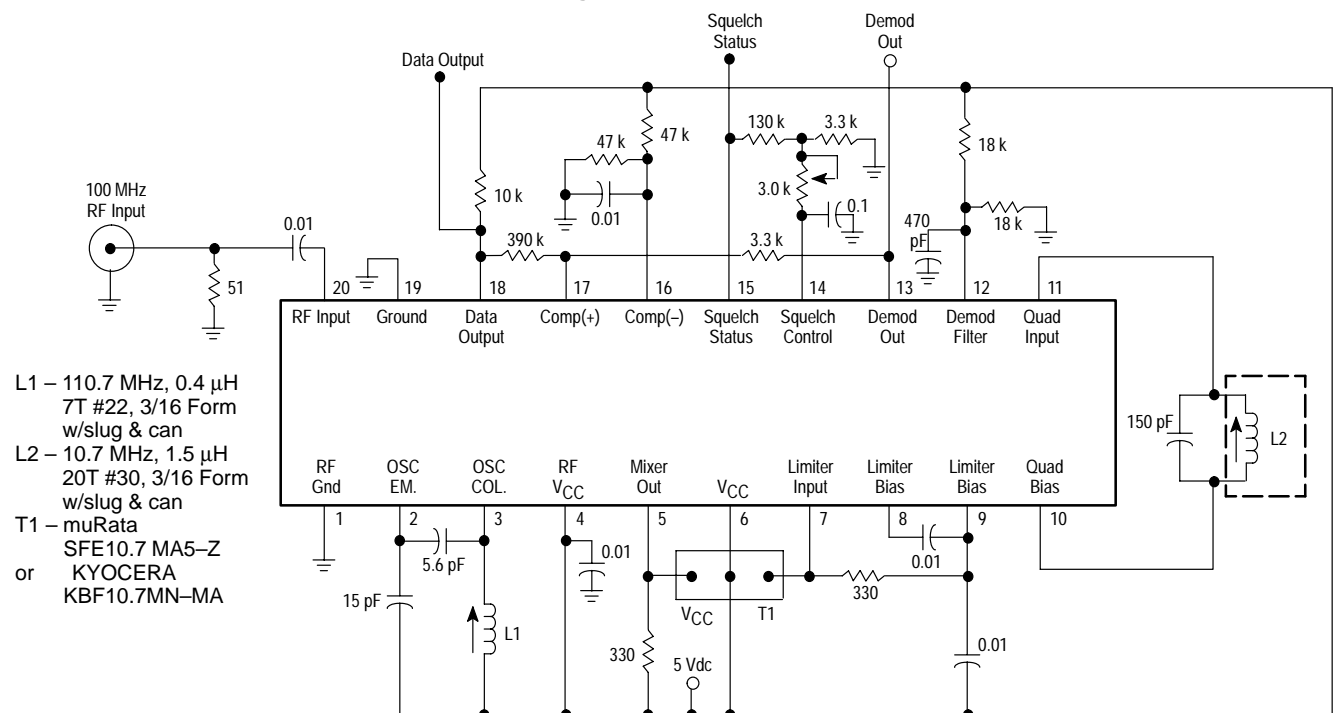 Squelch
Status
Demod
Out
Data Output
47 k
47 k
130 k
3.3 k
18 k
10 k
0.01
3.0 k
0.1
470
pF
18 k
100 MHz
RF Input
0.01
51
390 k
3.3 k
20
19
18
17
16
15
14
13
12
11
RF Input
Ground
Data
Output
Comp(+)
Comp(–)
Squelch
Status
Squelch
Control
Demod
Out
Demod
Filter
Quad
Input
L1 – 110.7 MHz, 0.4 μH
7T #22, 3/16 Form
w/slug & can
L2 – 10.7 MHz, 1.5 μH
20T #30, 3/16 Form
w/slug & can
T1 – muRata
SFE10.7 MA5–Z
or KYOCERA
KBF10.7MN–MA
150 pF
L2
RF
Gnd
OSC
EM.
OSC
COL.
RF
VCC
Mixer
Out
VCC
Limiter
Input
Limiter
Bias
Limiter
Bias
Quad
Bias
1
2
3
4
5
6
7
8
9
10
5.6 pF
0.01
0.01
15 pF
L1
VCC
T1
330
330
5 Vdc
0.01